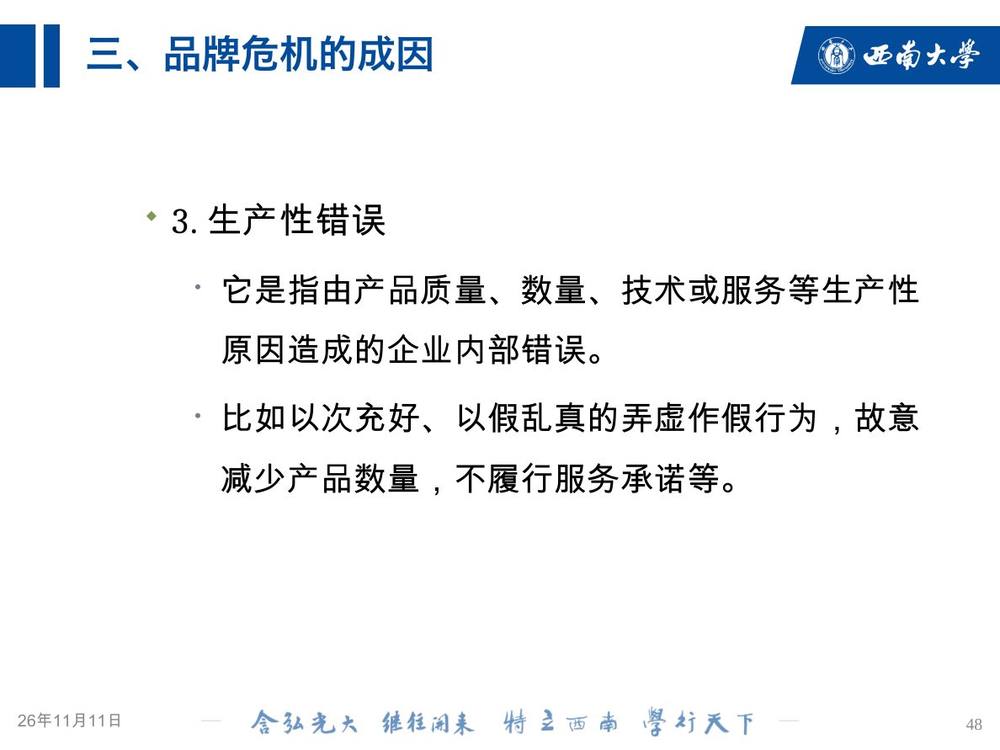 三、品牌危机的成因
西南大学
3. 生产性错误
它是指由产品质量、数量、技术或服务等生产性
原因造成的企业内部错误。
比如以次充好、以假乱真的弄虚作假行为，故意
减少产品数量，不履行服务承诺等。
26年11月11日
含弘光大 继往开来 特立西南 学行天下
48